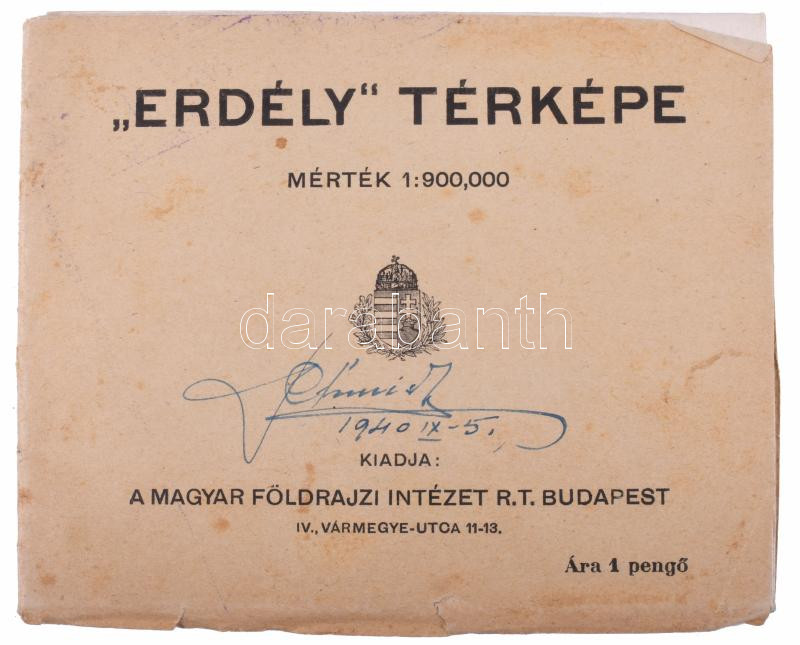 „ERDÉLY“ TÉRKÉPE
MÉRTÉK 1:900,000
darabanth
Schmidt
1940 IX-5.
KIADJA:
A MAGYAR FÖLDRAJZI INTÉZET R.T. BUDAPEST
IV., VÁRMEGYE-UTCA 11-13.
Ára 1 pengő